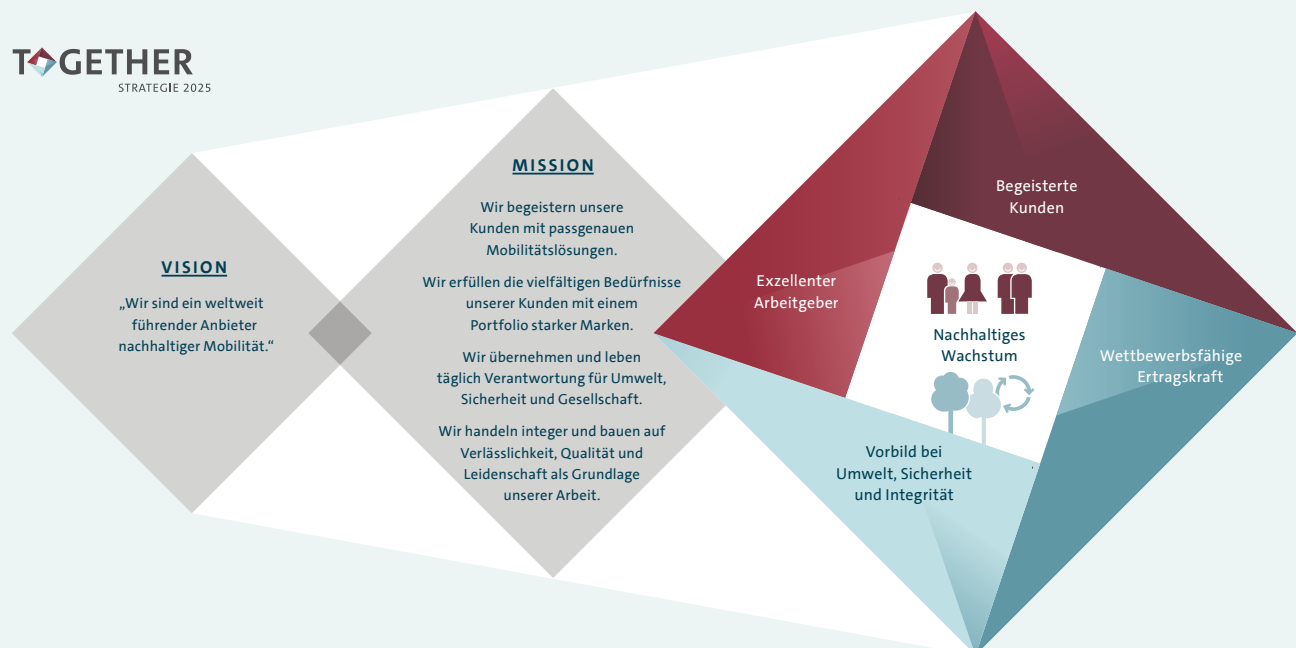 TOGETHER
STRATEGIE 2025
VISION
„Wir sind ein weltweit
führender Anbieter
nachhaltiger Mobilität.“
MISSION
Wir begeistern unsere
Kunden mit passgenauen
Mobilitätslösungen.
Wir erfüllen die vielfältigen Bedürfnisse
unserer Kunden mit einem
Portfolio starker Marken.
Wir übernehmen und leben
täglich Verantwortung für Umwelt,
Sicherheit und Gesellschaft.
Wir handeln integer und bauen auf
Verlässlichkeit, Qualität und
Leidenschaft als Grundlage
unserer Arbeit.
Exzellenter
Arbeitgeber
Begeisterte
Kunden
Nachhaltiges
Wachstum
Wettbewerbsfähige
Ertragskraft
Vorbild bei
Umwelt, Sicherheit
und Integrität